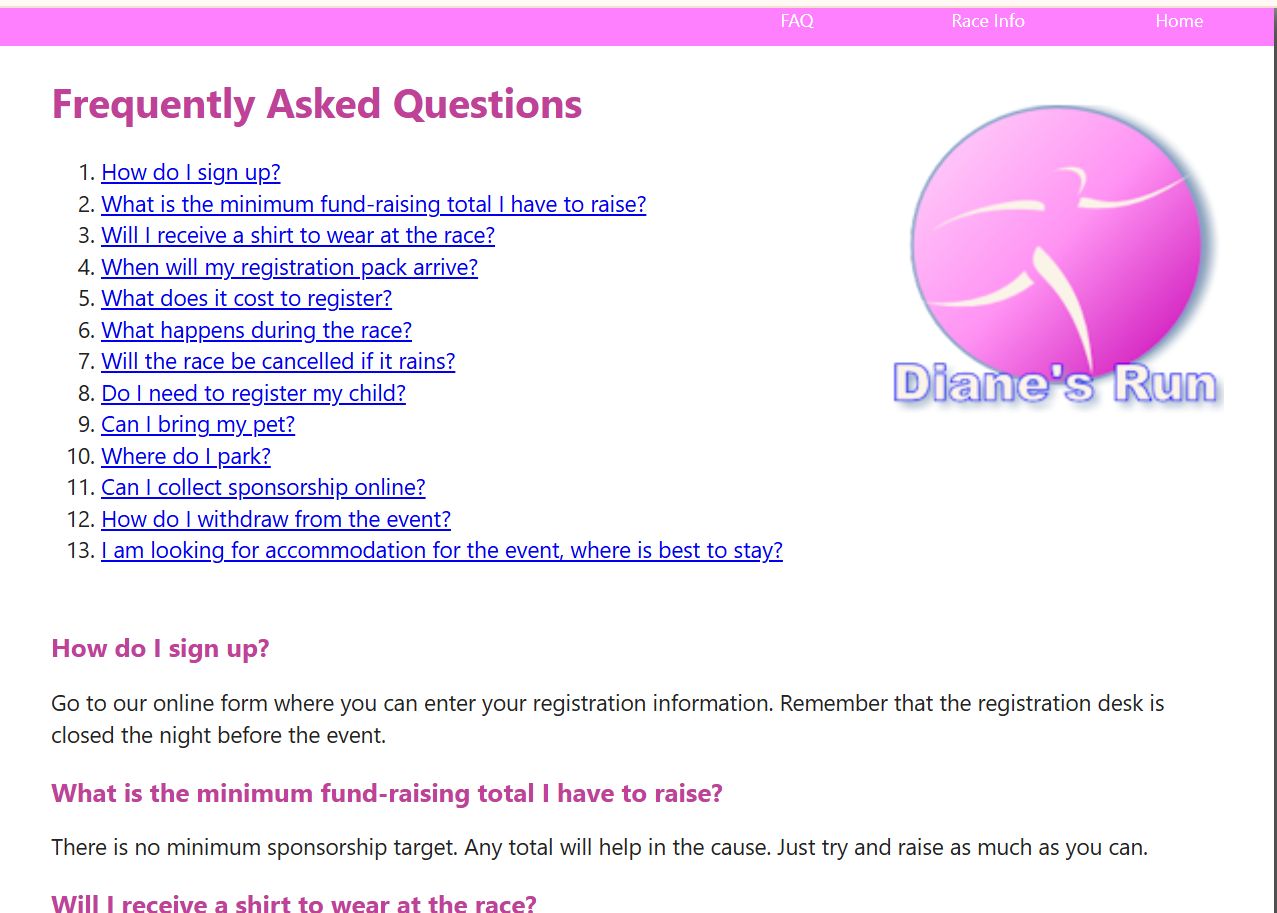 FAQ Race Info Home
Frequently Asked Questions
1. How do I sign up?
2. What is the minimum fund-raising total I have to raise?
3. Will I receive a shirt to wear at the race?
4. When will my registration pack arrive?
5. What does it cost to register?
6. What happens during the race?
7. Will the race be cancelled if it rains?
8. Do I need to register my child?
9. Can I bring my pet?
10. Where do I park?
11. Can I collect sponsorship online?
12. How do I withdraw from the event?
13. I am looking for accommodation for the event, where is best to stay?
Diane's Run
How do I sign up?
Go to our online form where you can enter your registration information. Remember that the registration desk is
closed the night before the event.
What is the minimum fund-raising total I have to raise?
There is no minimum sponsorship target. Any total will help in the cause. Just try and raise as much as you can.
Will I receive a shirt to wear at the race?